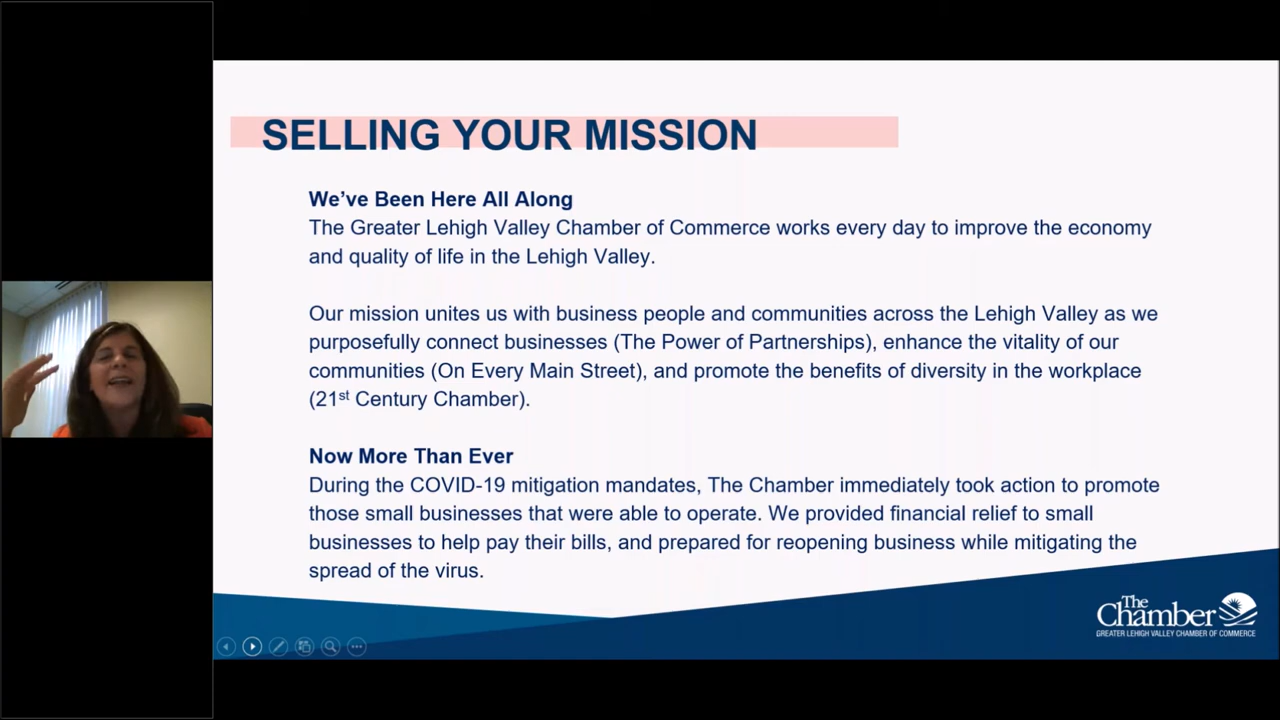 SELLING YOUR MISSION
We’ve Been Here All Along
The Greater Lehigh Valley Chamber of Commerce works every day to improve the economy
and quality of life in the Lehigh Valley.
Our mission unites us with business people and communities across the Lehigh Valley as we
purposefully connect businesses (The Power of Partnerships), enhance the vitality of our
communities (On Every Main Street), and promote the benefits of diversity in the workplace
(21st Century Chamber).
Now More Than Ever
During the COVID-19 mitigation mandates, The Chamber immediately took action to promote
those small businesses that were able to operate. We provided financial relief to small
businesses to help pay their bills, and prepared for reopening business while mitigating the
spread of the virus.
The
Chamber
GREATER LEHIGH VALLEY CHAMBER OF COMMERCE